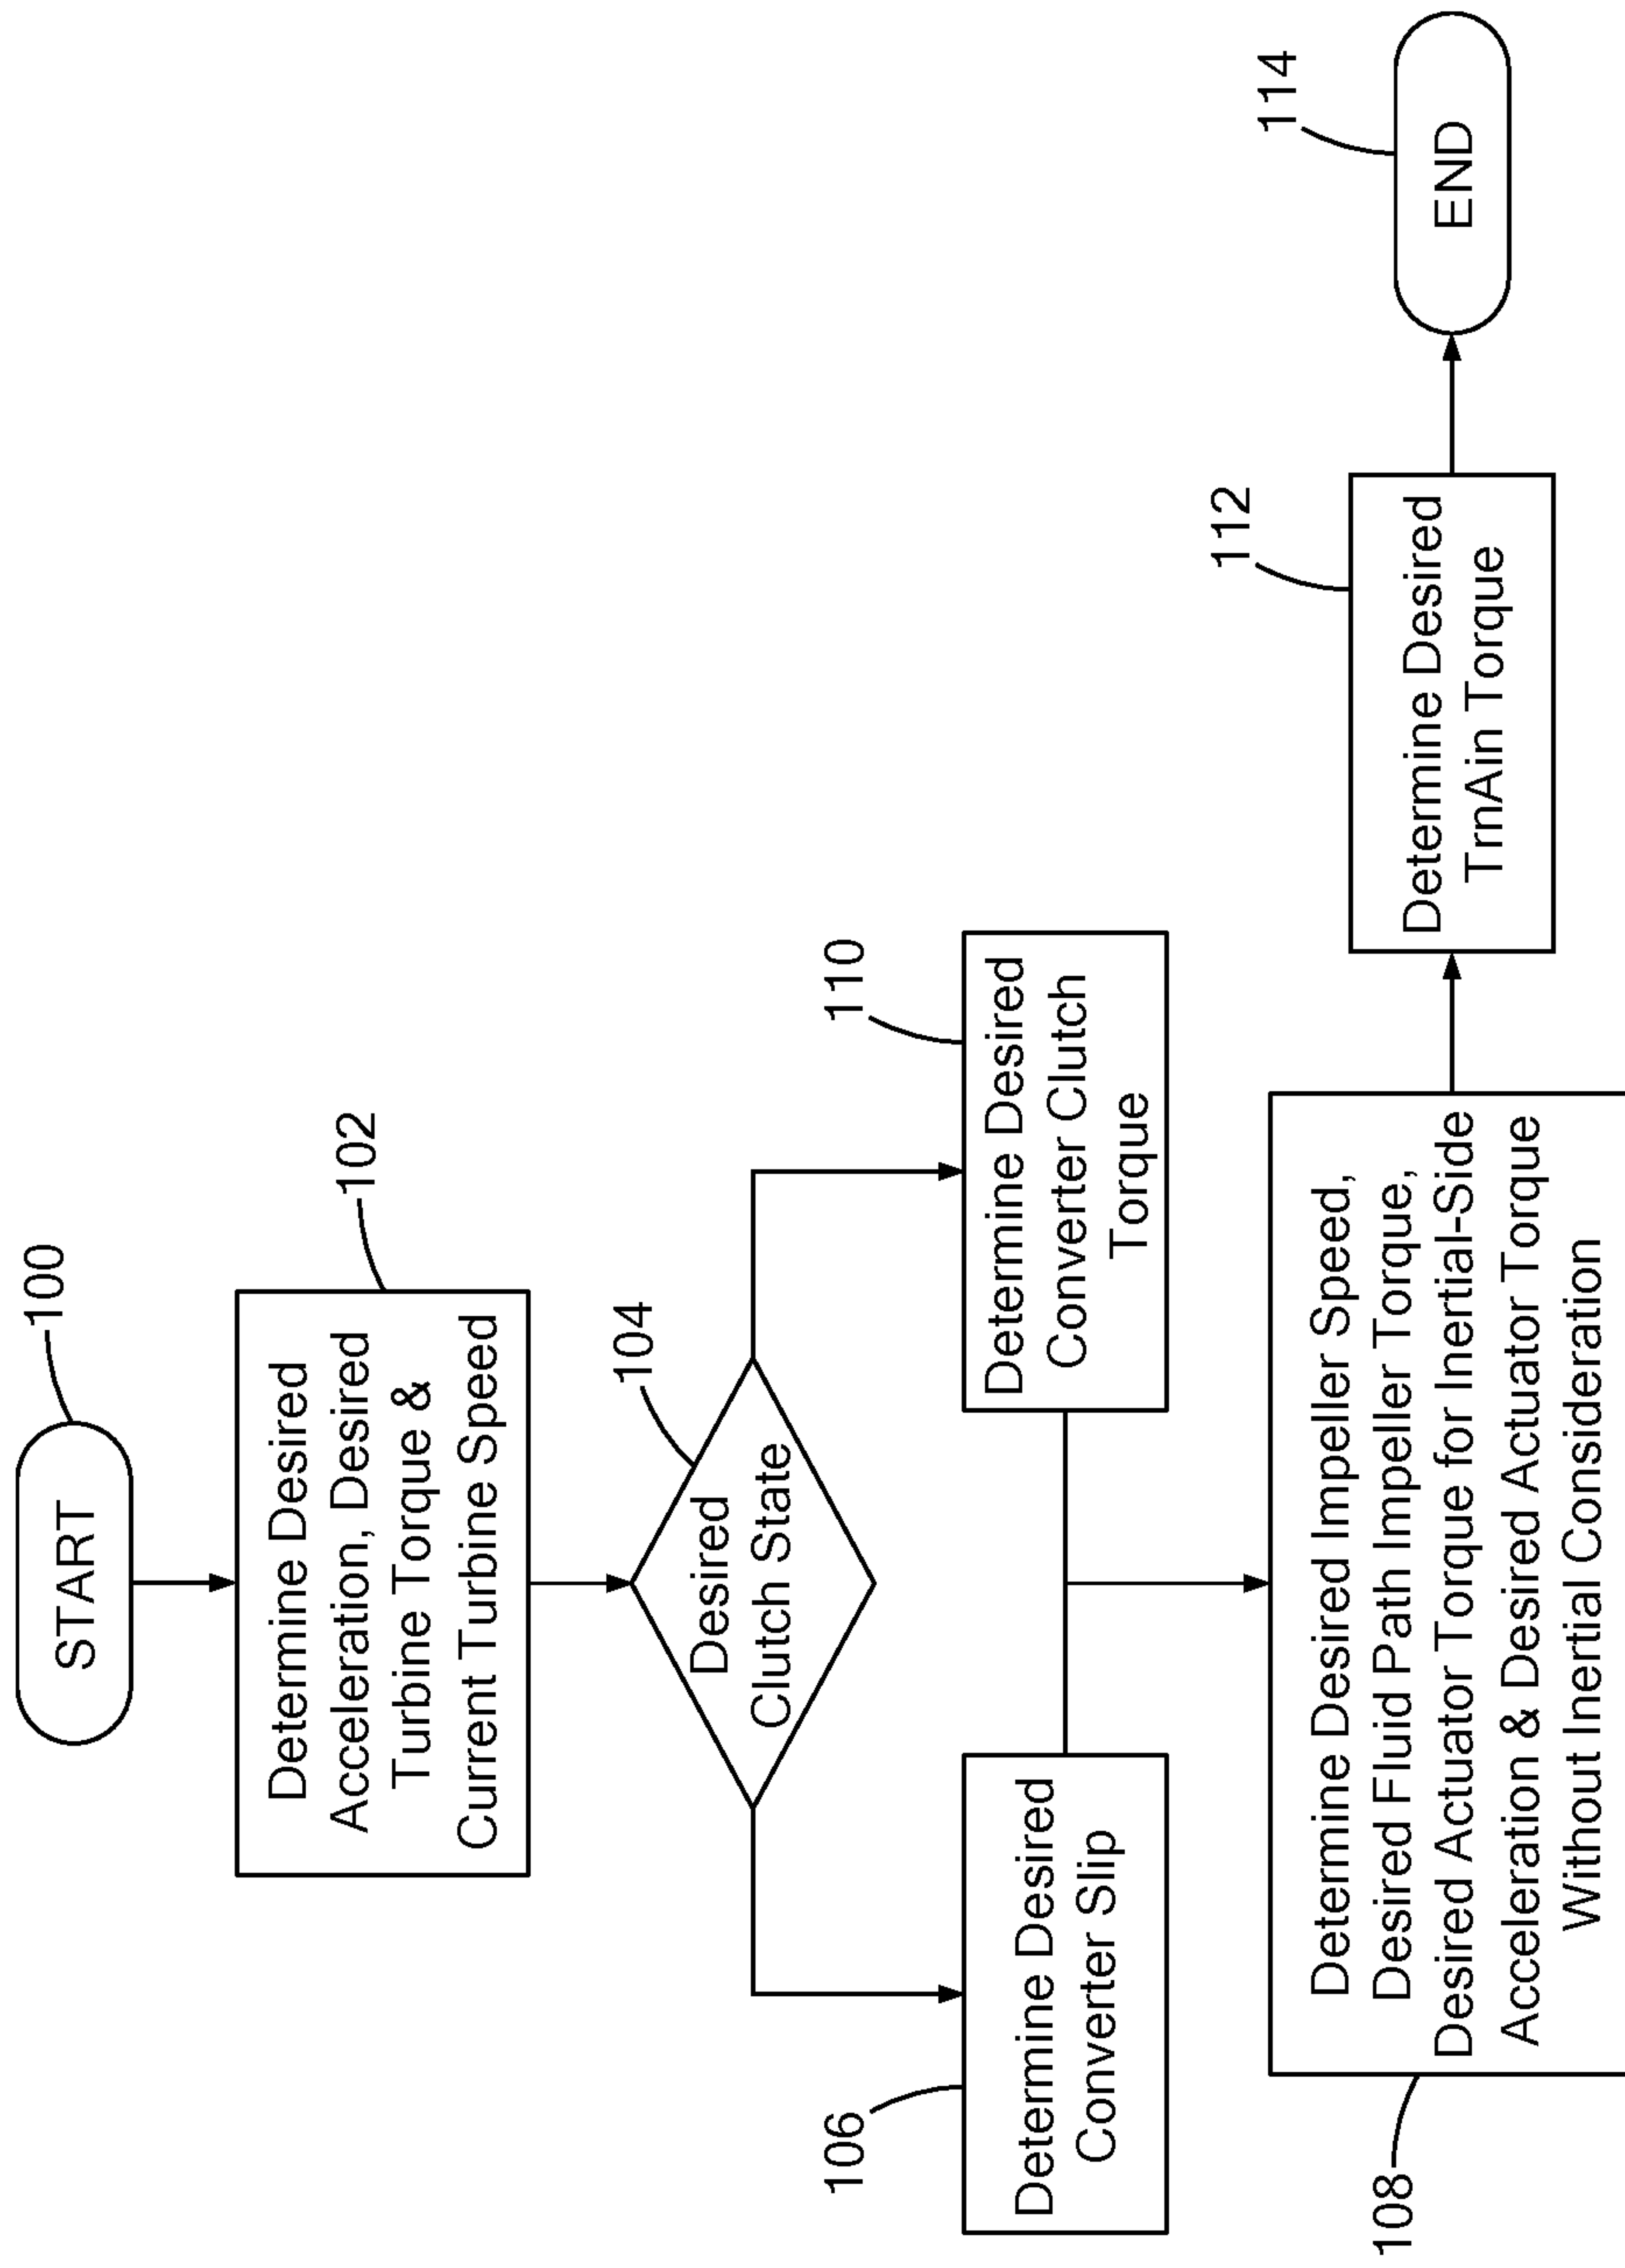 100
START
102
Determine Desired
Acceleration, Desired
Turbine Torque &
Current Turbine Speed
104
Desired
Clutch State
106
Determine Desired
Converter Slip
110
Determine Desired
Converter Clutch
Torque
108
Determine Desired Impeller Speed,
Desired Fluid Path Impeller Torque,
Desired Actuator Torque for Inertial-Side
Acceleration & Desired Actuator Torque
Without Inertial Consideration
112
Determine Desired
TrnAin Torque
114
END